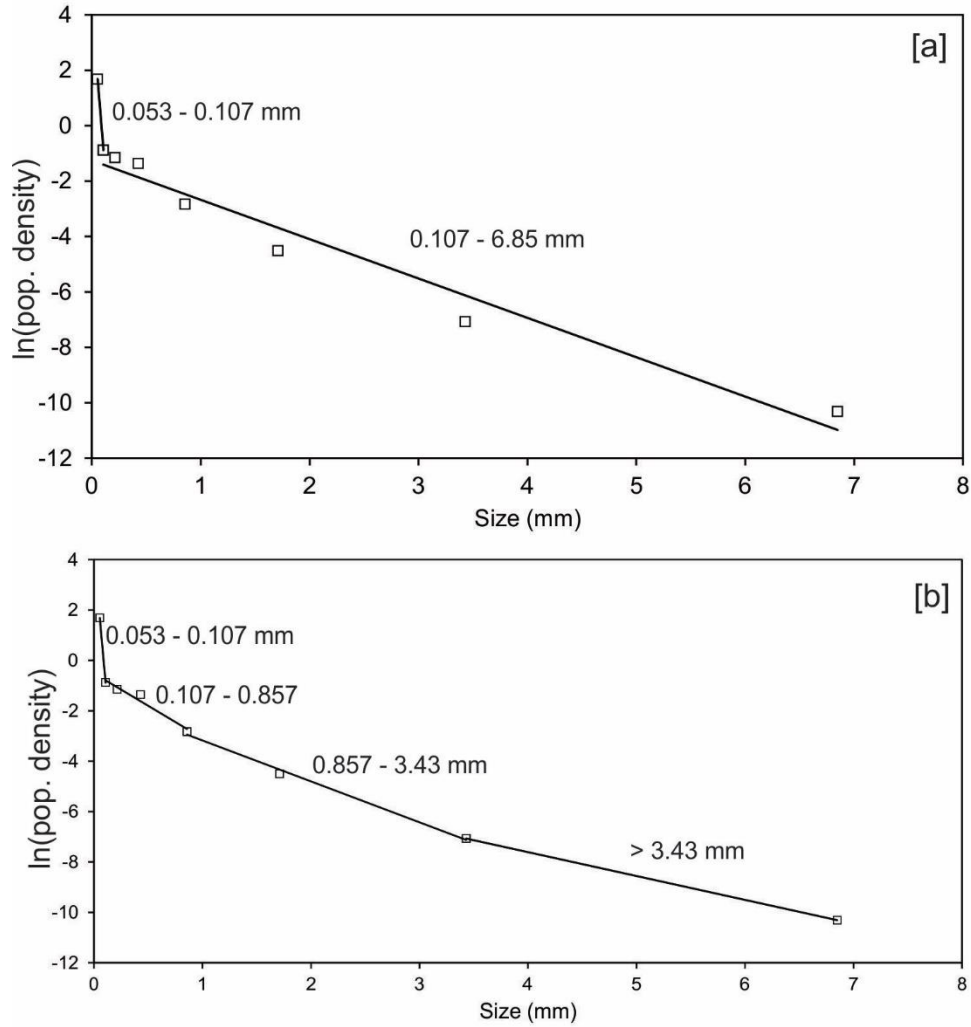 [a]
4
2
0
-2
-4
-6
-8
-10
-12
ln(pop. density)
0.053 - 0.107 mm
0.107 - 6.85 mm
0 1 2 3 4 5 6 7 8
Size (mm)
[b]
4
2
0
-2
-4
-6
-8
-10
-12
ln(pop. density)
0.053 - 0.107 mm
0.107 - 0.857
0.857 - 3.43 mm
> 3.43 mm
0 1 2 3 4 5 6 7 8
Size (mm)